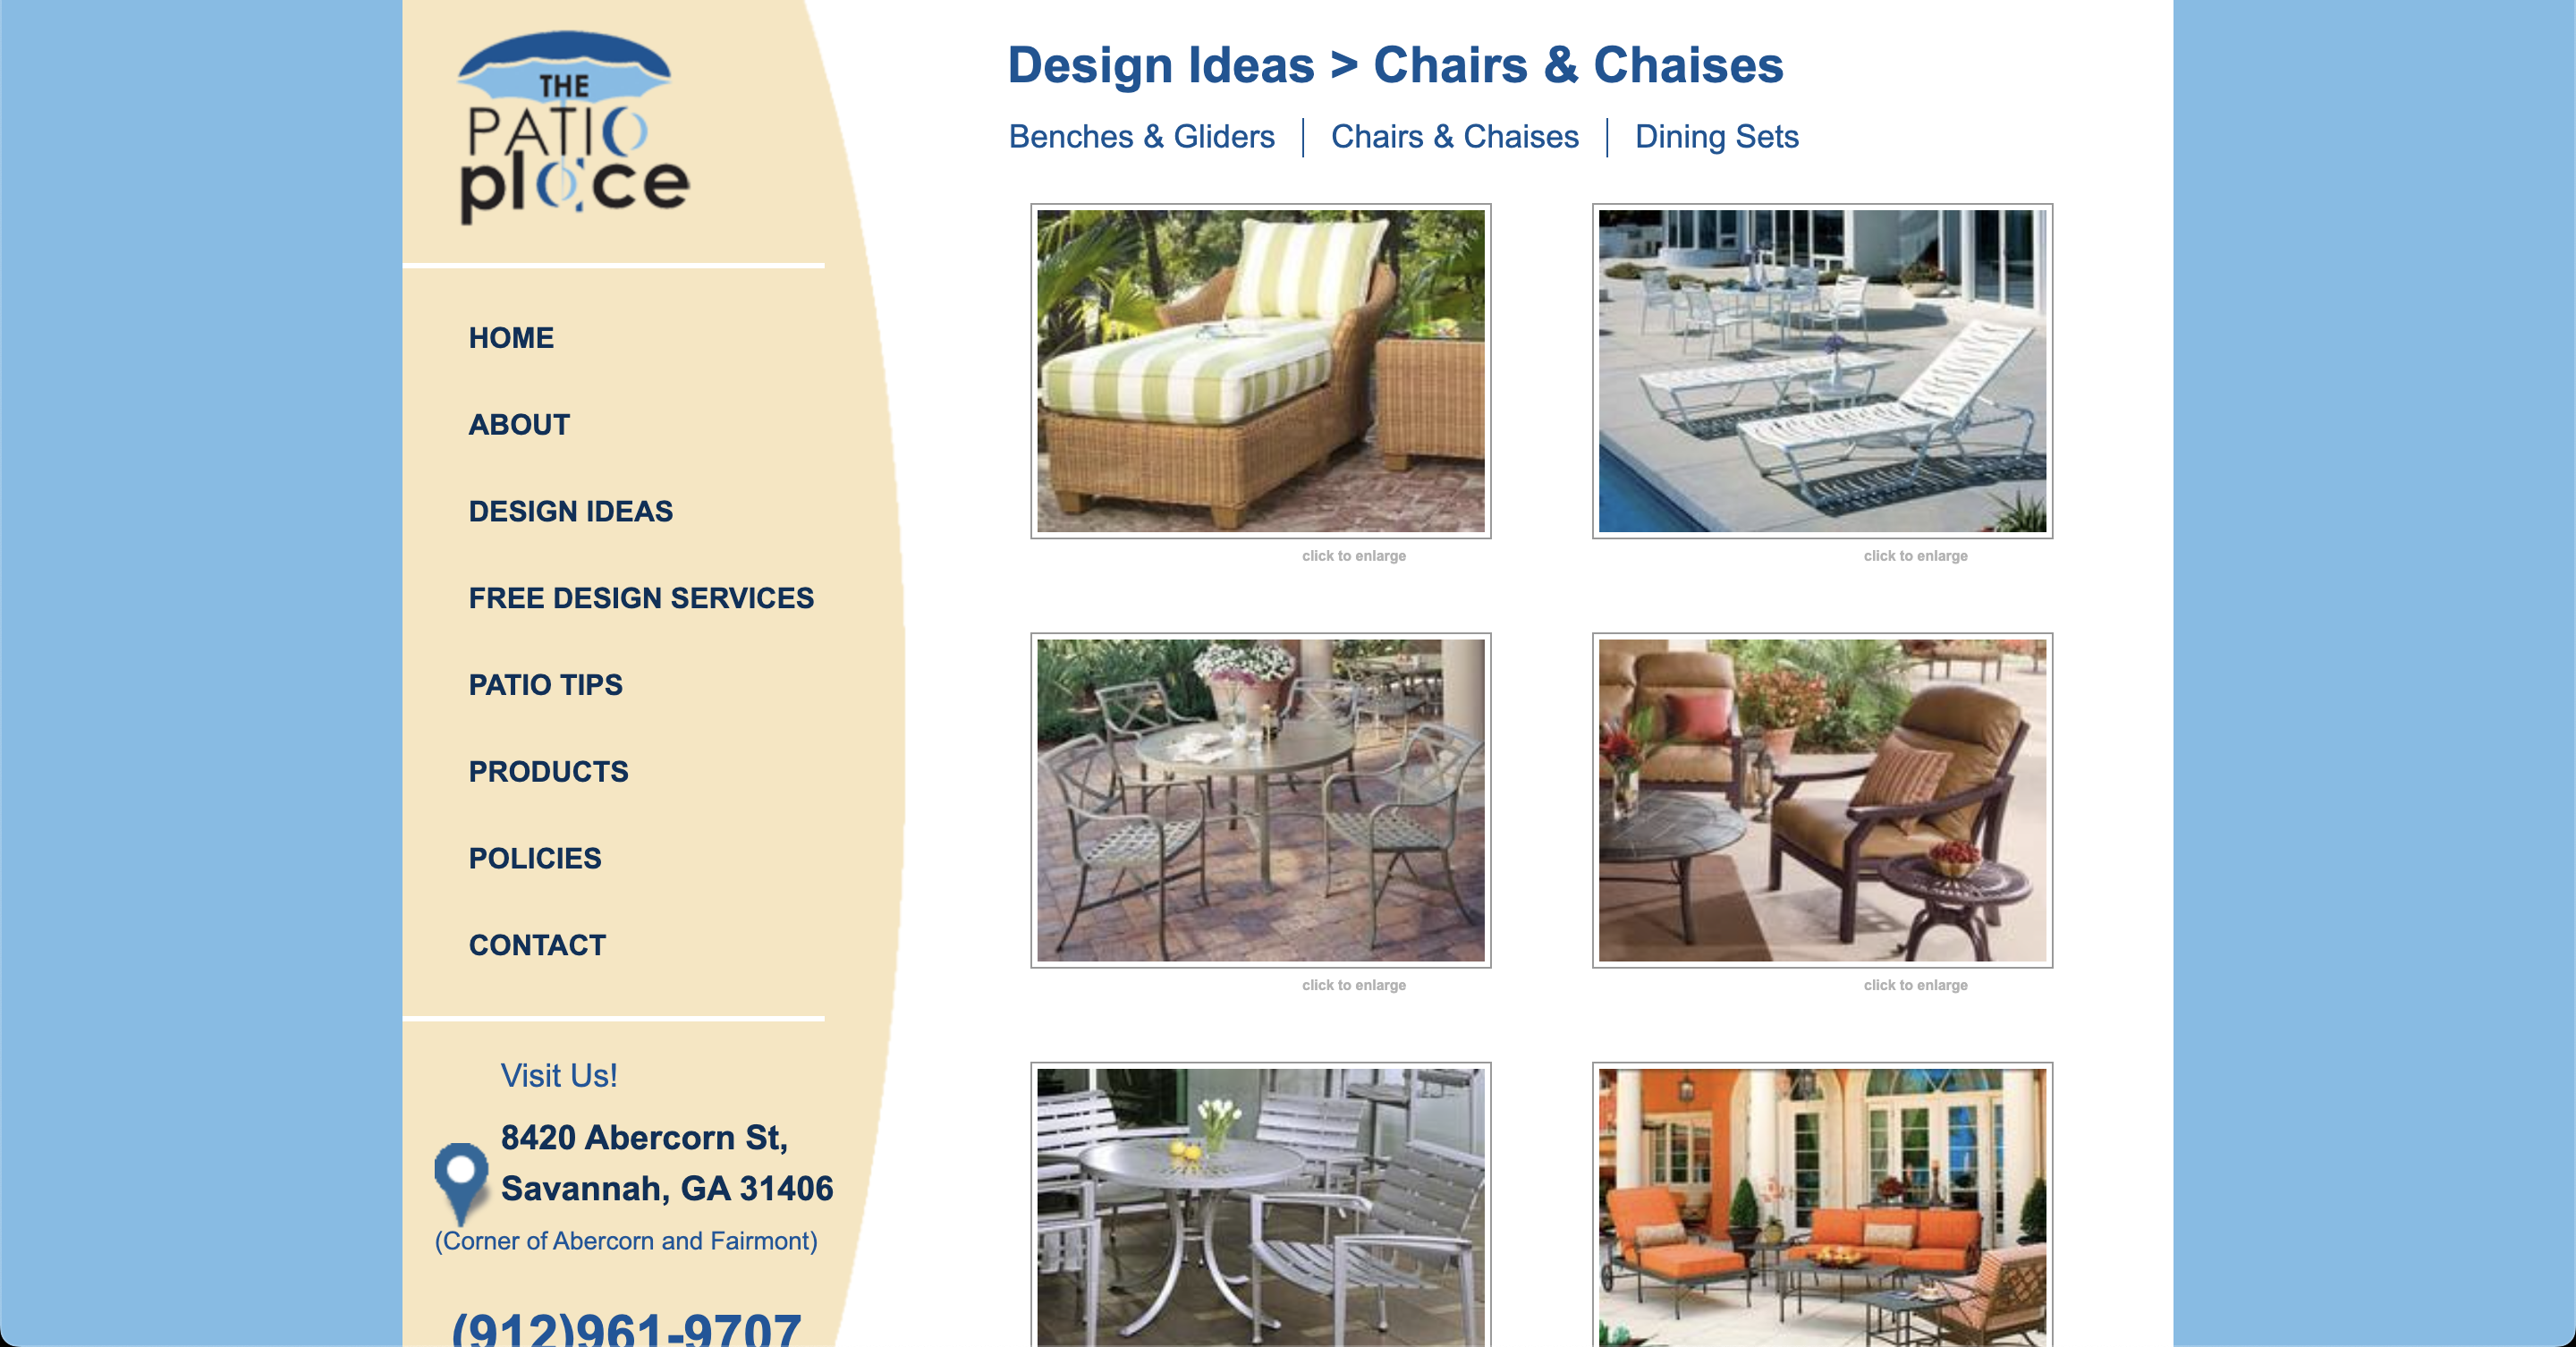 THE
PATIO
place
HOME
ABOUT
DESIGN IDEAS
FREE DESIGN SERVICES
PATIO TIPS
PRODUCTS
POLICIES
CONTACT
Visit Us!
8420 Abercorn St,
Savannah, GA 31406
(Corner of Abercorn and Fairmont)
(912)961-9707
Design Ideas > Chairs & Chaises
Benches & Gliders | Chairs & Chaises | Dining Sets
click to enlarge
click to enlarge
click to enlarge
click to enlarge